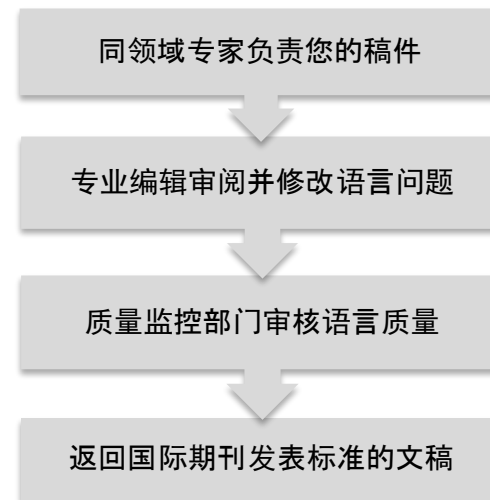 同领域专家负责您的稿件
专业编辑审阅并修改语言问题
质量监控部门审核语言质量
返回国际期刊发表标准的文稿